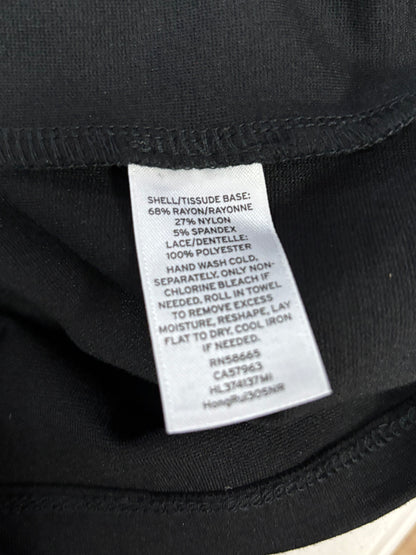 SHELL/TISSUDE BASE:
68% RAYON/RAYONNE
27% NYLON
5% SPANDEX
LACE/DENTELLE:
100% POLYESTER
HAND WASH COLD,
SEPARATELY. ONLY NON-
CHLORINE BLEACH IF
NEEDED. ROLL IN TOWEL
TO REMOVE EXCESS
MOISTURE, RESHAPE, LAY
FLAT TO DRY. COOL IRON
IF NEEDED.
RN58665
CA57963
HL374137MI
HongRui305NR